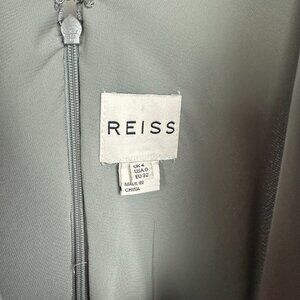 REISS
UK 4
USA 0
EU 32
MADE IN
CHINA